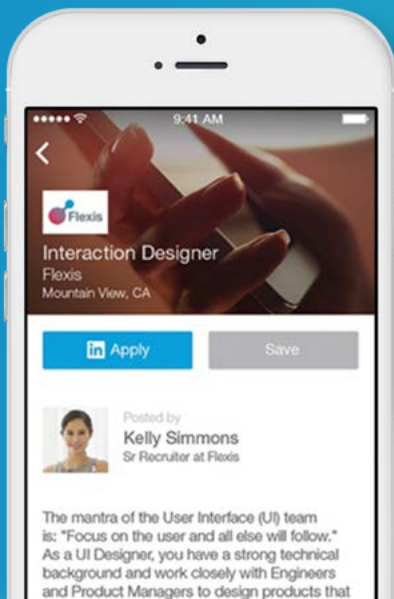 9:41 AM
Flexis
Interaction Designer
Flexis
Mountain View, CA
in Apply
Save
Posted by
Kelly Simmons
Sr Recruiter at Flexis
The mantra of the User Interface (UI) team
is: "Focus on the user and all else will follow."
As a UI Designer, you have a strong technical
background and work closely with Engineers
and Product Managers to design products that